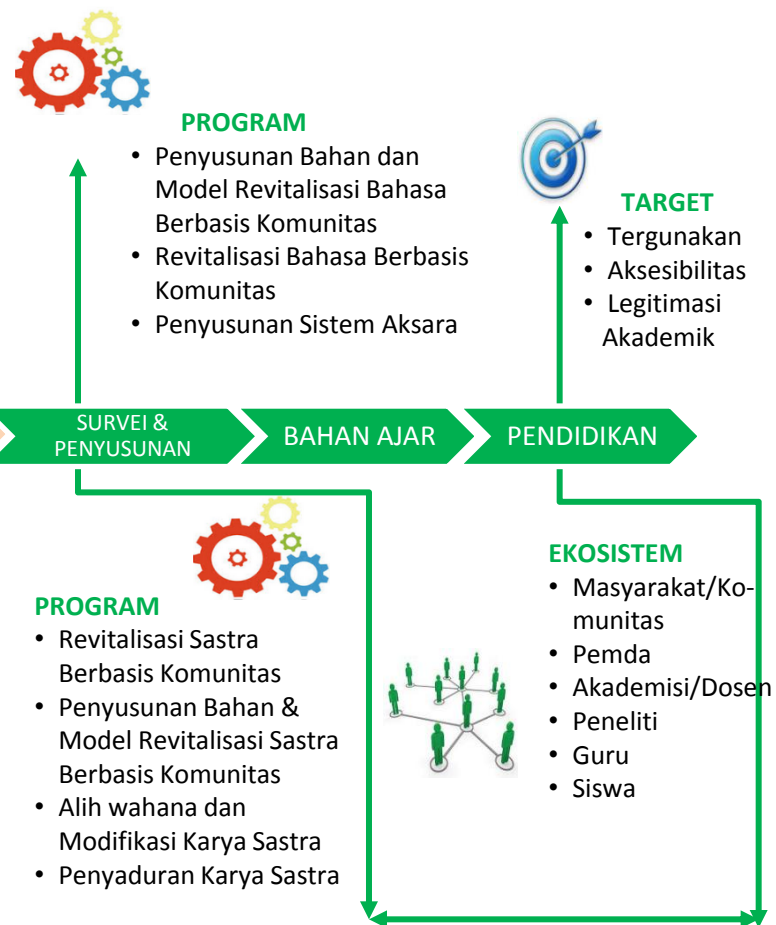 PROGRAM
• Penyusunan Bahan dan
Model Revitalisasi Bahasa
Berbasis Komunitas
• Revitalisasi Bahasa Berbasis
Komunitas
• Penyusunan Sistem Aksara
TARGET
• Tergunakan
• Aksesibilitas
• Legitimasi
Akademik
SURVEI &
PENYUSUNAN
BAHAN AJAR
PENDIDIKAN
PROGRAM
• Revitalisasi Sastra
Berbasis Komunitas
• Penyusunan Bahan &
Model Revitalisasi Sastra
Berbasis Komunitas
• Alih wahana dan
Modifikasi Karya Sastra
• Penyaduran Karya Sastra
EKOSISTEM
• Masyarakat/Ko-
munitas
• Pemda
• Akademisi/Dosen
• Peneliti
• Guru
• Siswa